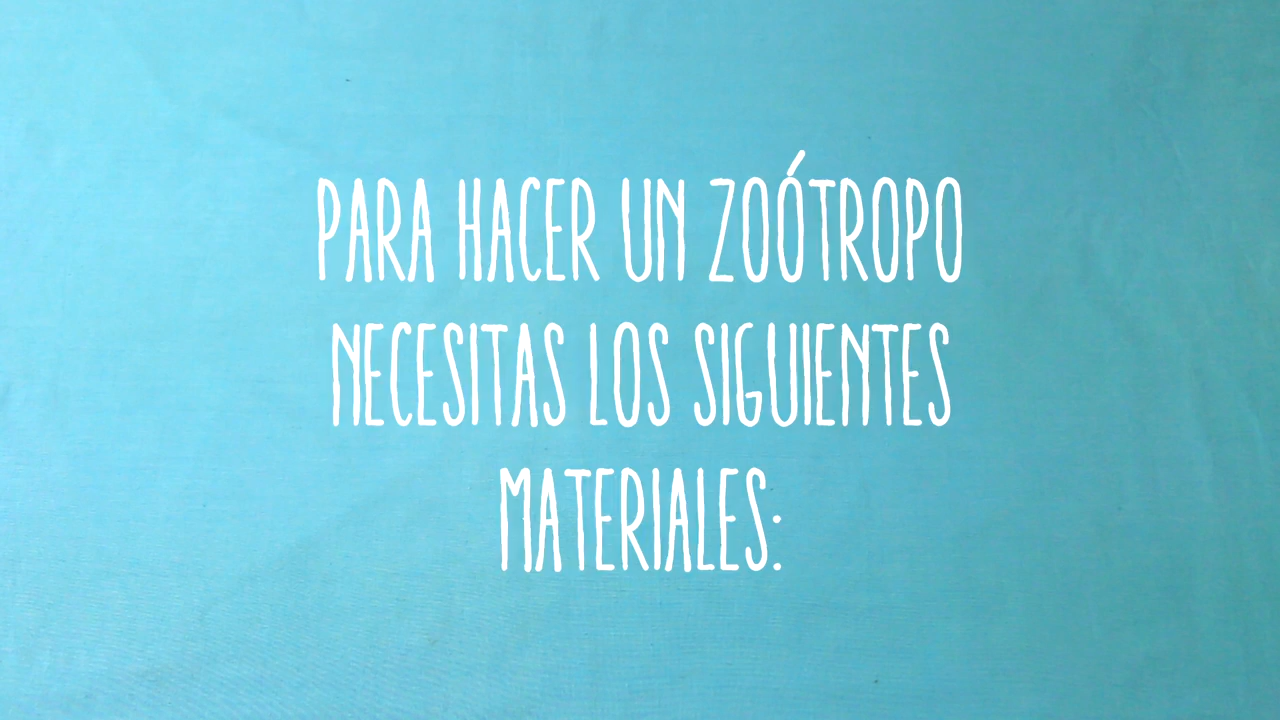 PARA HACER UN ZOÓTROPO
NECESITAS LOS SIGUIENTES
MATERIALES: